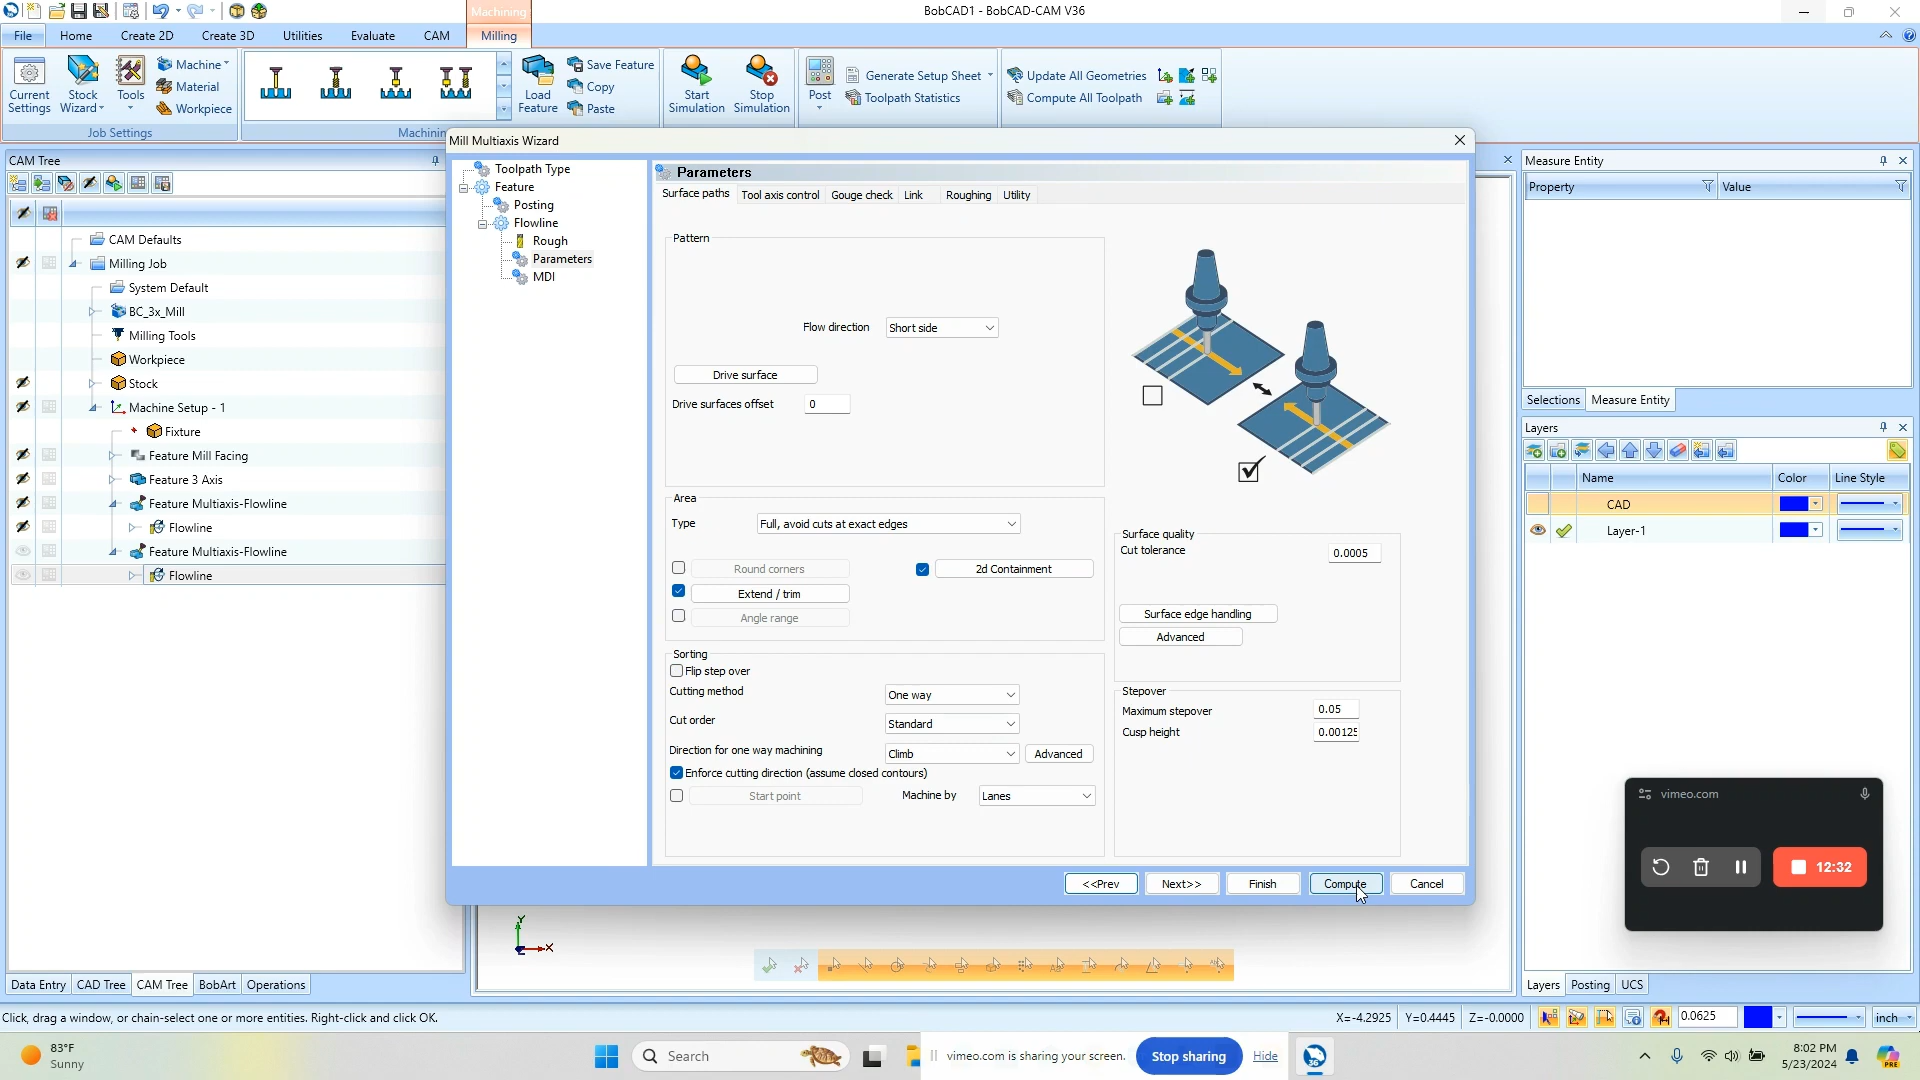 BobCAD1 - BobCAD-CAM V36
Machining
File
Home
Create 2D
Create 3D
Utilities
Evaluate
CAM
Milling
Current Settings
Stock Wizard
Tools
Machine
Material
Workpiece
Load Feature
Save Feature
Copy
Paste
Start Simulation
Stop Simulation
Post
Generate Setup Sheet
Toolpath Statistics
Update All Geometries
Compute All Toolpath
Job Settings
Machinin
CAM Tree
CAM Defaults
Milling Job
System Default
BC_3x_Mill
Milling Tools
Workpiece
Stock
Machine Setup - 1
Fixture
Feature Mill Facing
Feature 3 Axis
Feature Multiaxis-Flowline
Flowline
Feature Multiaxis-Flowline
Flowline
Data Entry
CAD Tree
CAM Tree
BobArt
Operations
Mill Multiaxis Wizard
Toolpath Type
Feature
Posting
Flowline
Rough
Parameters
MDI
Parameters
Surface paths
Tool axis control
Gouge check
Link
Roughing
Utility
Pattern
Flow direction
Short side
Drive surface
Drive surfaces offset
0
Area
Type
Full, avoid cuts at exact edges
Round corners
2d Containment
Extend / trim
Angle range
Sorting
Flip step over
Cutting method
One way
Cut order
Standard
Direction for one way machining
Climb
Advanced
Enforce cutting direction (assume closed contours)
Start point
Machine by
Lanes
Surface quality
Cut tolerance
0.0005
Surface edge handling
Advanced
Stepover
Maximum stepover
0.05
Cusp height
0.00125
<<Prev
Next>>
Finish
Compute
Cancel
Y
X
Measure Entity
Property
Value
Selections
Measure Entity
Layers
Name
Color
Line Style
CAD
Layer-1
vimeo.com
12:32
Layers
Posting
UCS
Click, drag a window, or chain-select one or more entities. Right-click and click OK.
X=-4.2925
Y=0.4445
Z=-0.0000
0.0625
inch
83°F
Sunny
Search
vimeo.com is sharing your screen.
Stop sharing
Hide
8:02 PM
5/23/2024